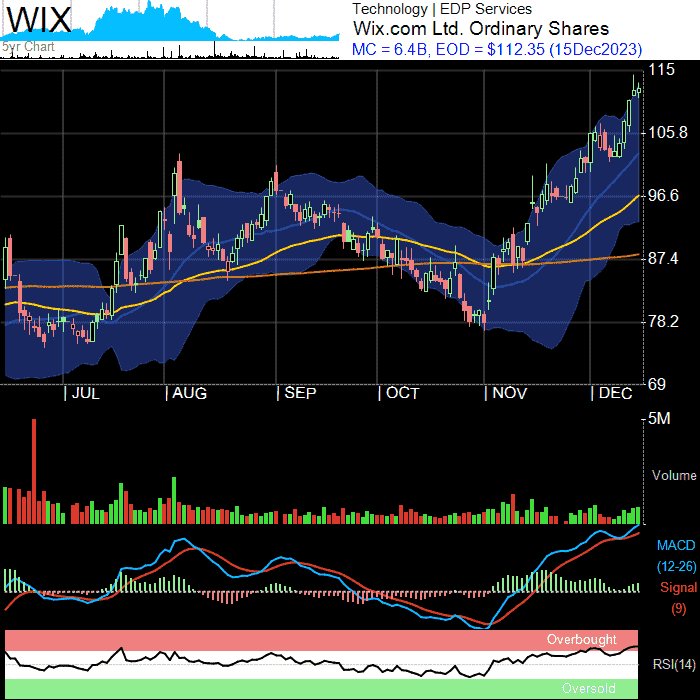 WIX
5yr Chart
Technology | EDP Services
Wix.com Ltd. Ordinary Shares
MC = 6.4B, EOD = $112.35 (15Dec2023)
115
105.8
96.6
87.4
78.2
69
| JUL | AUG | SEP | OCT | NOV | DEC
5M
Volume
MACD
(12-26)
Signal
(9)
Overbought
RSI(14)
Oversold